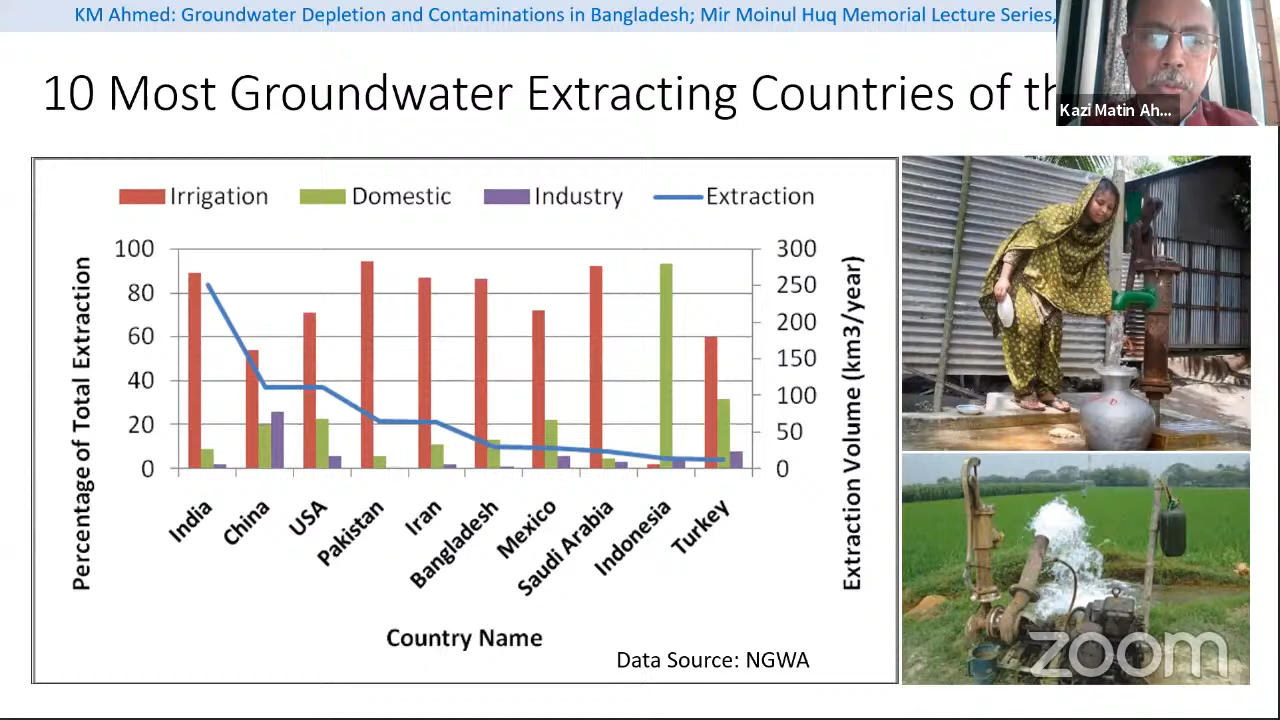 KM Ahmed: Groundwater Depletion and Contaminations in Bangladesh; Mir Moinul Huq Memorial Lecture Series,
10 Most Groundwater Extracting Countries of th
Kazi Matin Ah...
Irrigation Domestic Industry Extraction
Percentage of Total Extraction
100
80
60
40
20
0
300
250
200
150
100
50
0
Extraction Volume (km3/year)
India
China
USA
Pakistan
Iran
Bangladesh
Mexico
Saudi Arabia
Indonesia
Turkey
Country Name
Data Source: NGWA
zoom